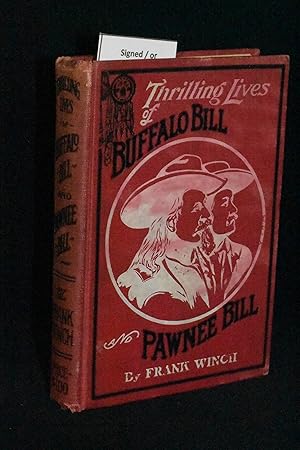 Signed / or
Thrilling Lives
of
BUFFALO BILL
AND
PAWNEE BILL
By FRANK WINCH
THRILLING
LIVES
BUFFALO
BILL
AND
PAWNEE
BILL
BY
FRANK
WINCH